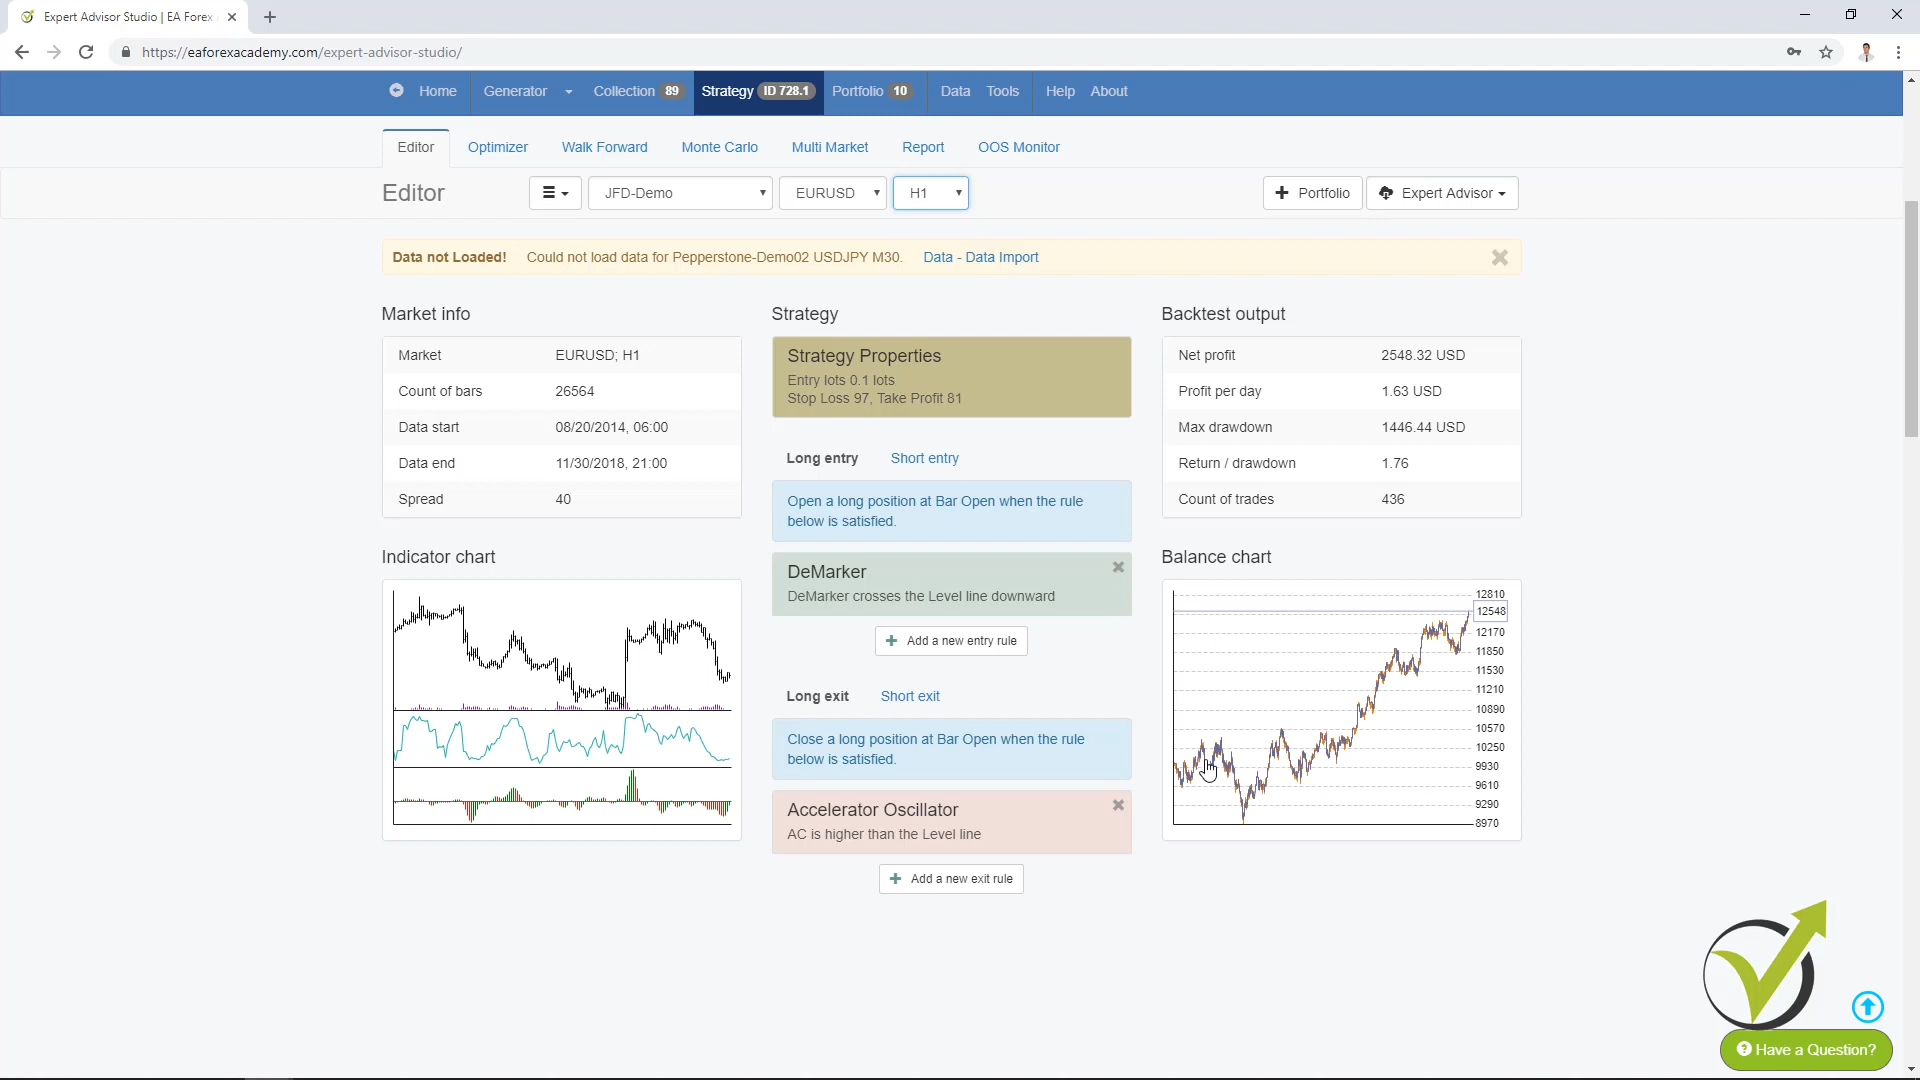 Expert Advisor Studio | EA Forex
https://eaforexacademy.com/expert-advisor-studio/
Home Generator Collection 89 Strategy ID 728.1 Portfolio 10 Data Tools Help About
Editor Optimizer Walk Forward Monte Carlo Multi Market Report OOS Monitor
Editor JFD-Demo EURUSD H1 Portfolio Expert Advisor
Data not Loaded! Could not load data for Pepperstone-Demo02 USDJPY M30. Data - Data Import
Market info
Market EURUSD; H1
Count of bars 26564
Data start 08/20/2014, 06:00
Data end 11/30/2018, 21:00
Spread 40
Indicator chart
Strategy
Strategy Properties
Entry lots 0.1 lots
Stop Loss 97, Take Profit 81
Long entry Short entry
Open a long position at Bar Open when the rule
below is satisfied.
DeMarker
DeMarker crosses the Level line downward
Add a new entry rule
Long exit Short exit
Close a long position at Bar Open when the rule
below is satisfied.
Accelerator Oscillator
AC is higher than the Level line
Add a new exit rule
Backtest output
Net profit 2548.32 USD
Profit per day 1.63 USD
Max drawdown 1446.44 USD
Return / drawdown 1.76
Count of trades 436
Balance chart
12810
12548
12170
11850
11530
11210
10890
10570
10250
9930
9610
9290
8970
Have a Question?